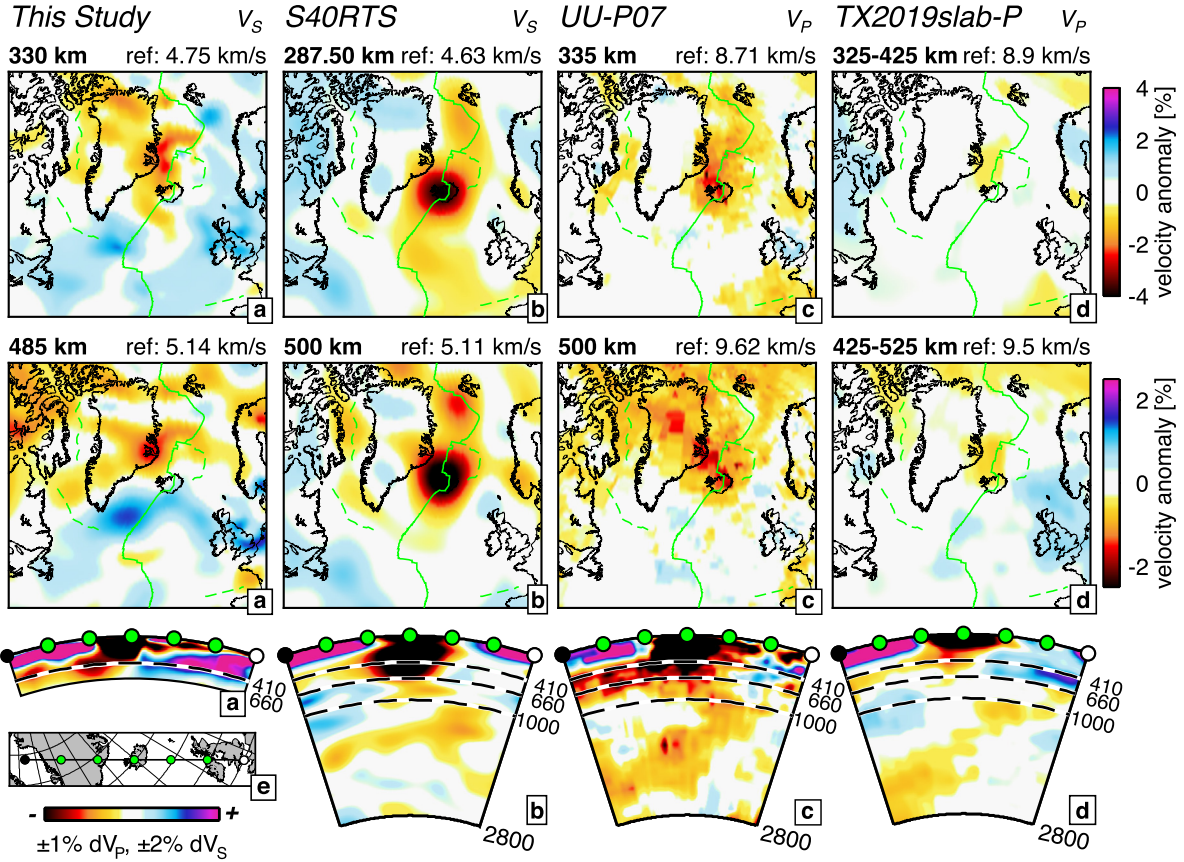 This Study VS S40RTS VS UU-P07 VP TX2019slab-P VP
330 km ref: 4.75 km/s 287.50 km ref: 4.63 km/s 335 km ref: 8.71 km/s 325-425 km ref: 8.9 km/s
4
2
0
-2
-4
velocity anomaly [%]
a b c d
485 km ref: 5.14 km/s 500 km ref: 5.11 km/s 500 km ref: 9.62 km/s 425-525 km ref: 9.5 km/s
2
0
-2
velocity anomaly [%]
a b c d
410 410 410 410
660 660 660 660
1000 1000 1000
a
e
b c d
2800 2800 2800
- +
±1% dVP, ±2% dVS